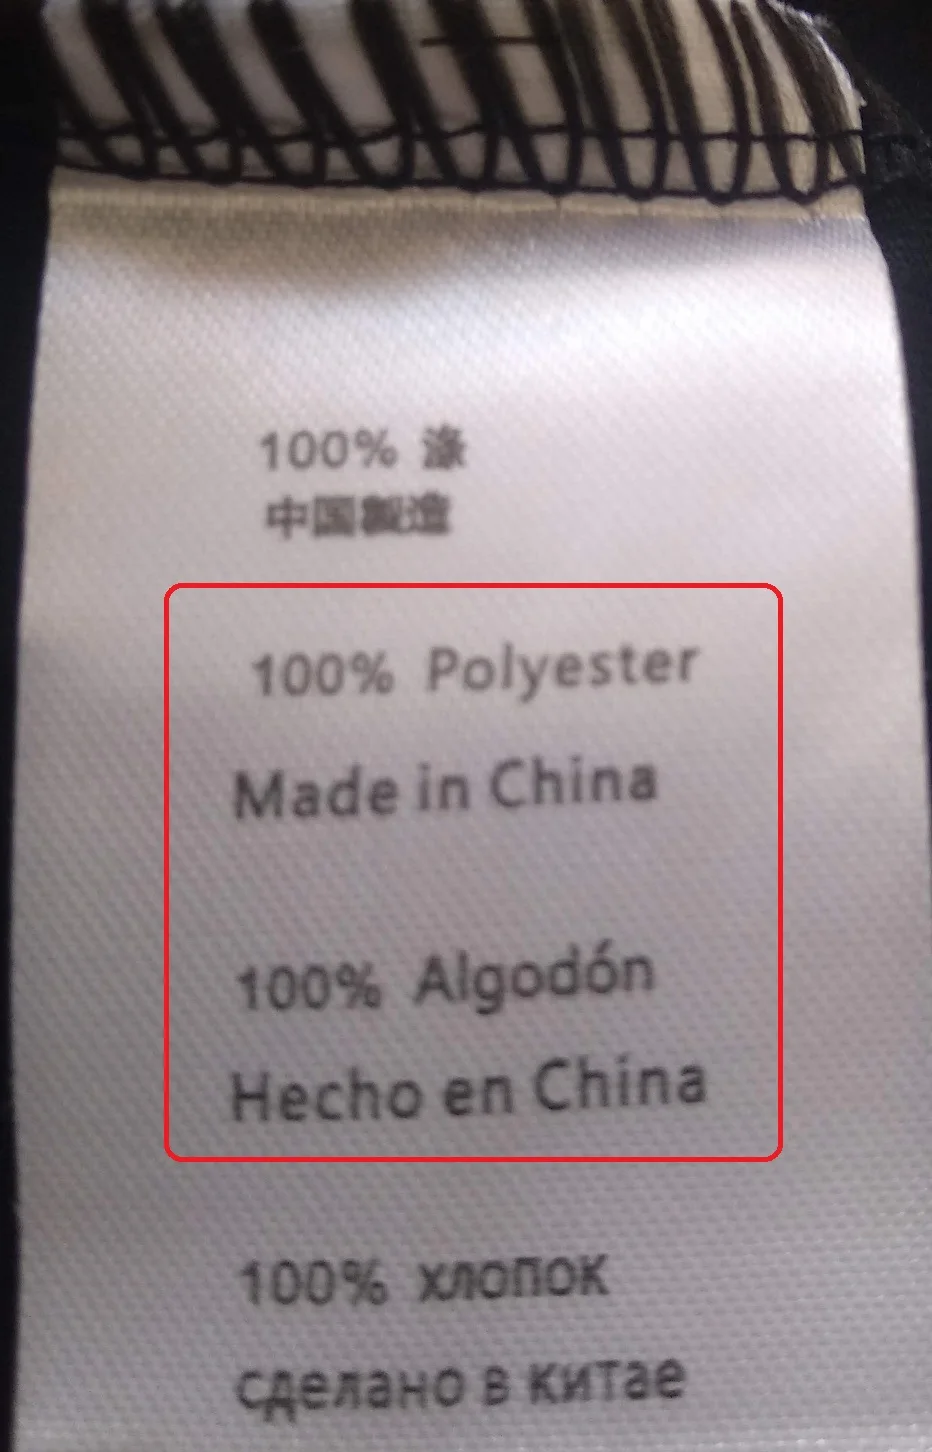 100% 涤
中国製造
100% Polyester
Made in China
100% Algodón
Hecho en China
100% хлопок
сделано в китае